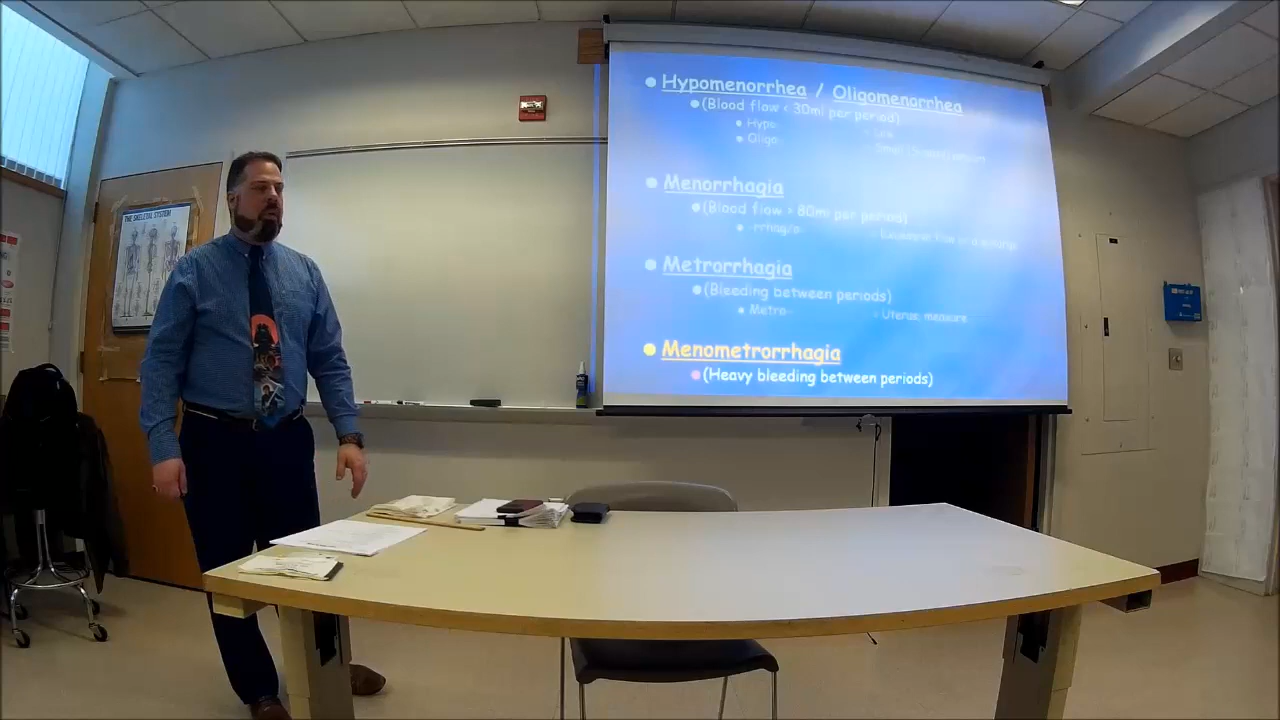 THE SKELETAL SYSTEM
Hypomenorrhea / Oligomenorrhea
(Blood flow < 30ml per period)
Hypo
Oligo
Menorrhagia
(Blood flow > 80ml per period)
-rrhagia
Metrorrhagia
(Bleeding between periods)
Metro- - Uterus, measure
Menometrorrhagia
(Heavy bleeding between periods)